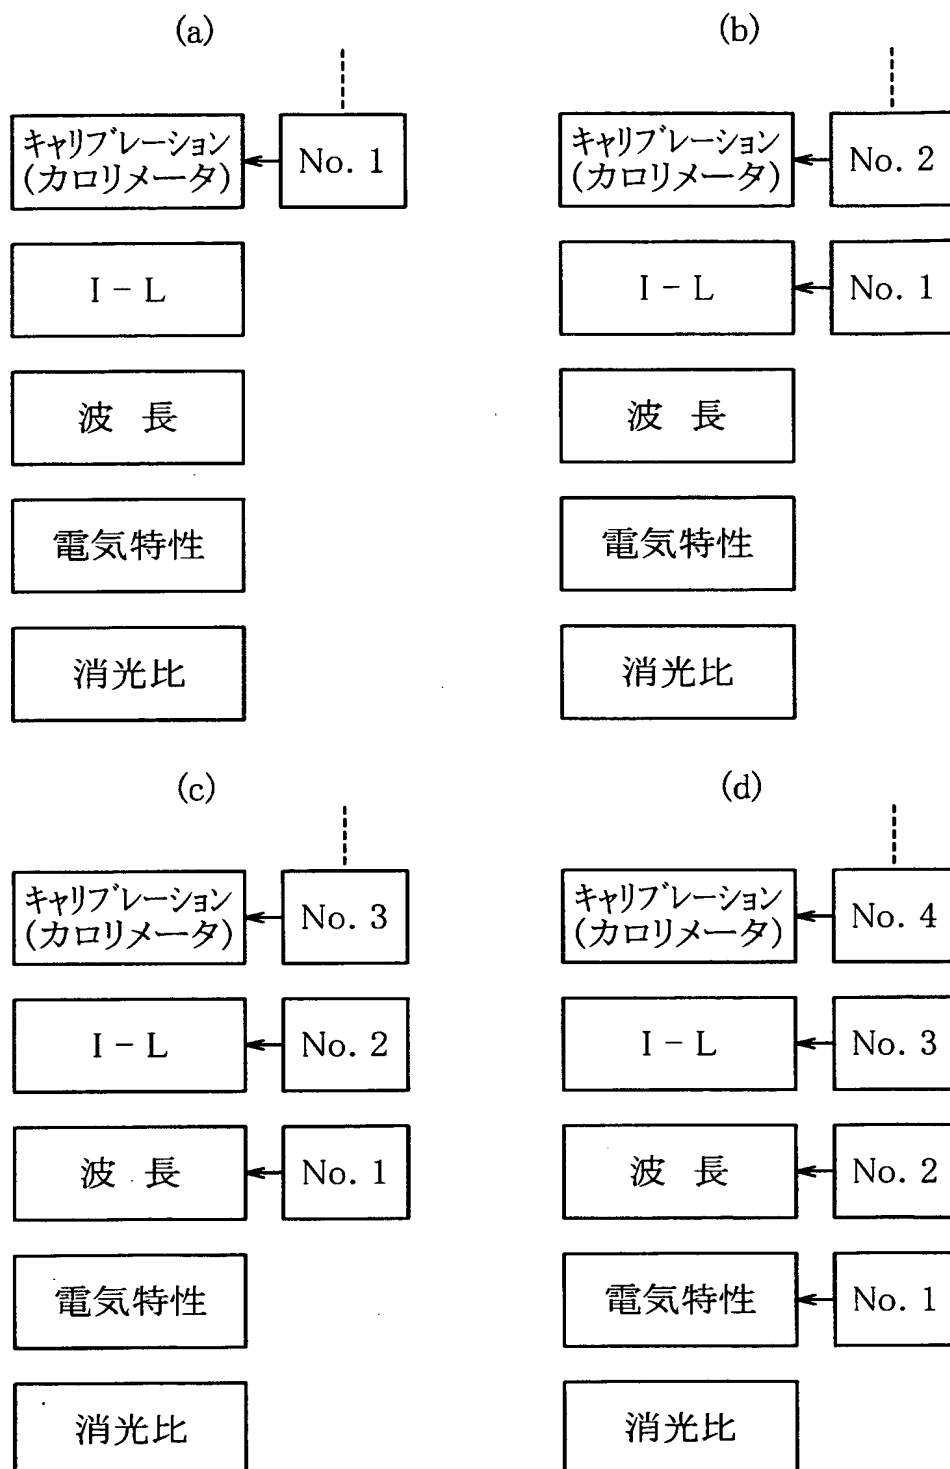 (a)
キャリブレーション
(カロリメータ)
No. 1
I - L
波 長
電気特性
消光比
(b)
キャリブレーション
(カロリメータ)
No. 2
I - L
No. 1
波 長
電気特性
消光比
(c)
キャリブレーション
(カロリメータ)
No. 3
I - L
No. 2
波 長
No. 1
電気特性
消光比
(d)
キャリブレーション
(カロリメータ)
No. 4
I - L
No. 3
波 長
No. 2
電気特性
No. 1
消光比